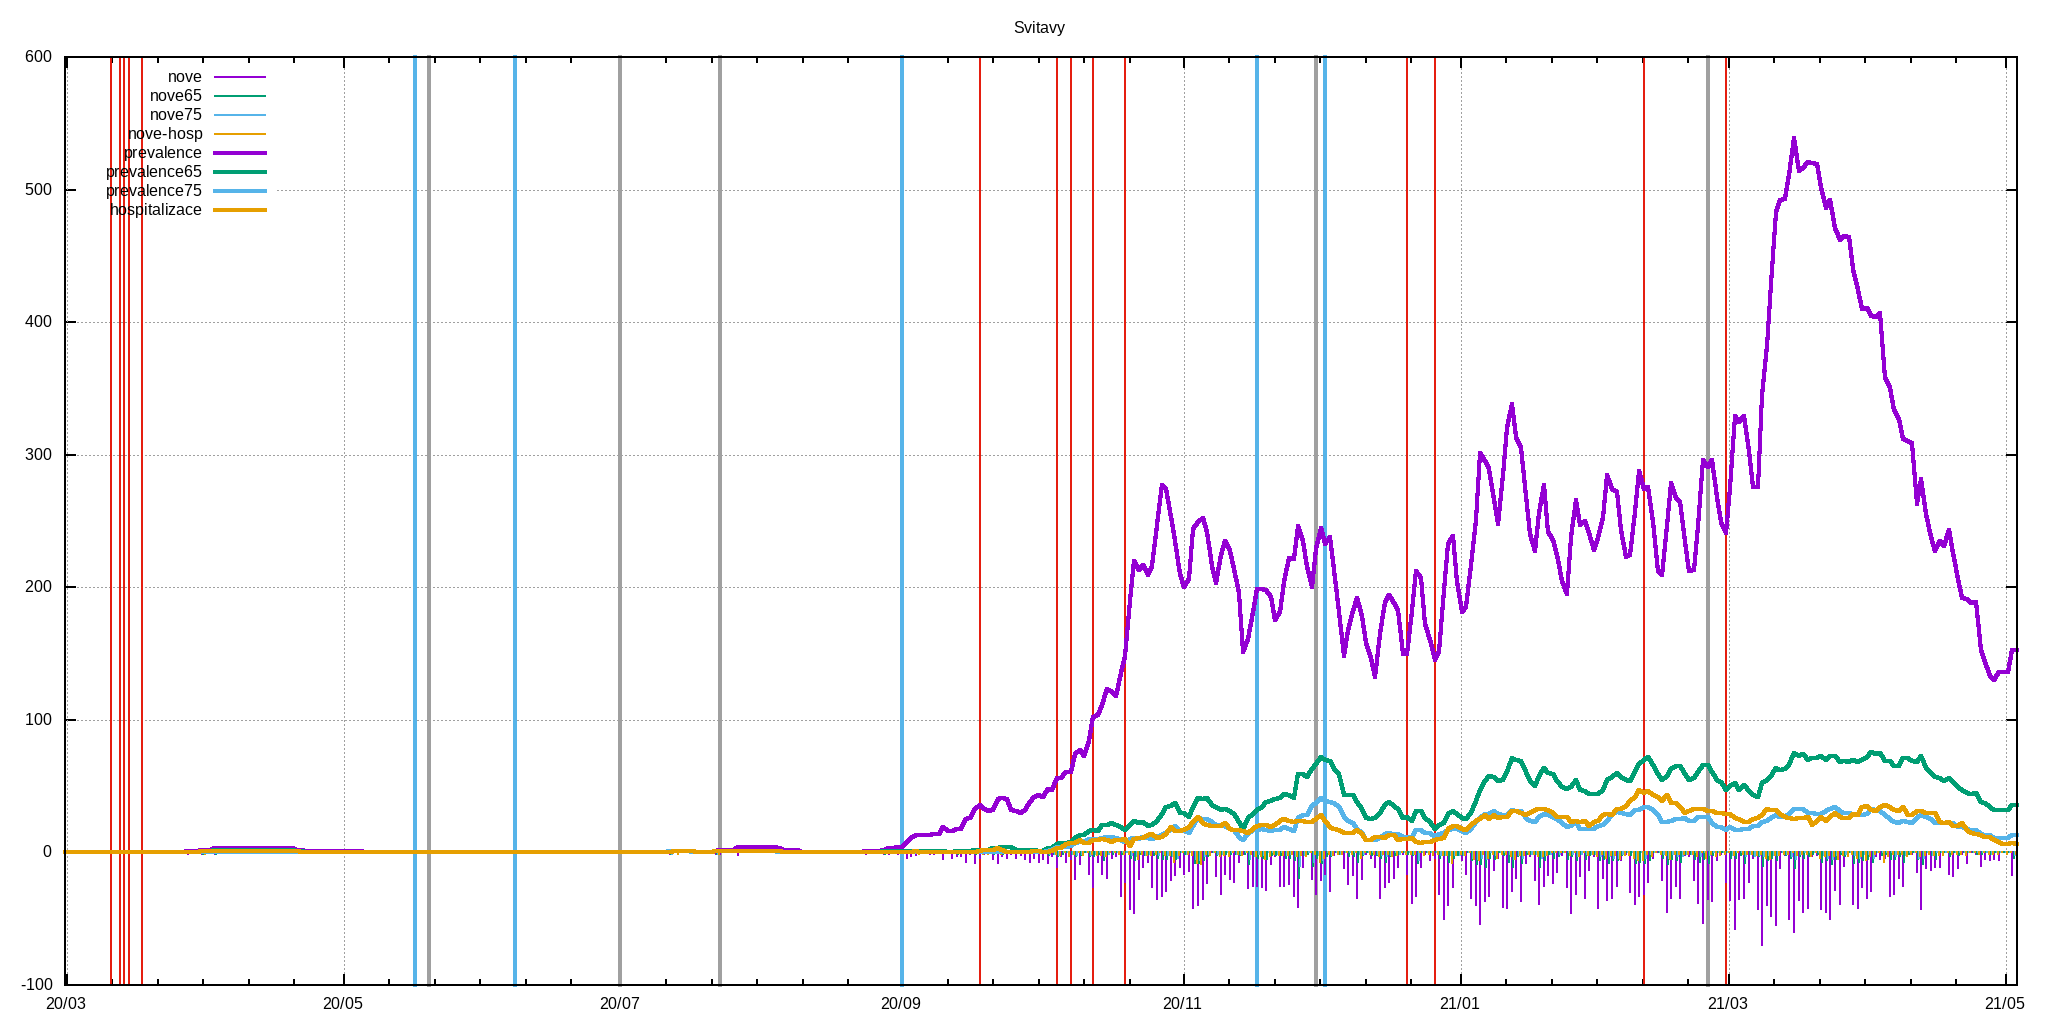 Svitavy
600
500
400
300
200
100
0
-100
nove
nove65
nove75
nove-hosp
prevalence
prevalence65
prevalence75
hospitalizace
20/03 20/05 20/07 20/09 20/11 21/01 21/03 21/05